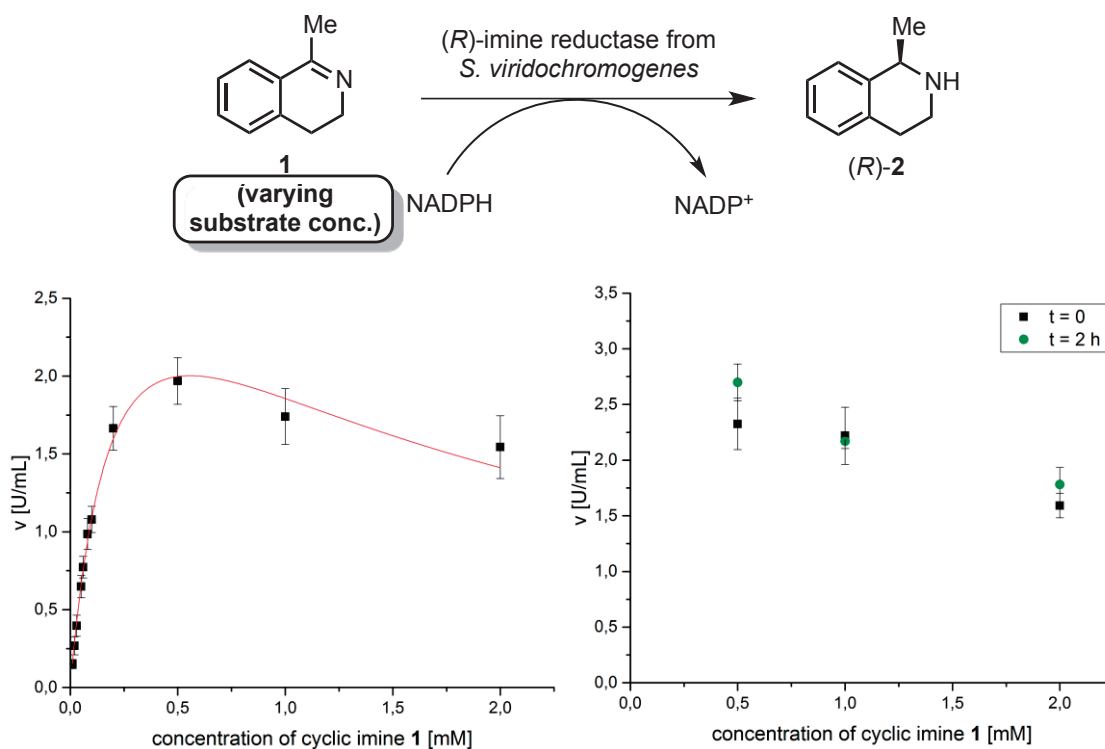 Me
(R)-imine reductase from
S. viridochromogenes
N
1
(varying
substrate conc.)
NADPH
NADP+
Me
NH
(R)-2
2,5
2,0
1,5
1,0
0,5
0,0
v [U/mL]
0,0 0,5 1,0 1,5 2,0
concentration of cyclic imine 1 [mM]
3,5
3,0
2,5
2,0
1,5
1,0
0,5
0,0
v [U/mL]
t = 0
t = 2 h
0,0 0,5 1,0 1,5 2,0
concentration of cyclic imine 1 [mM]